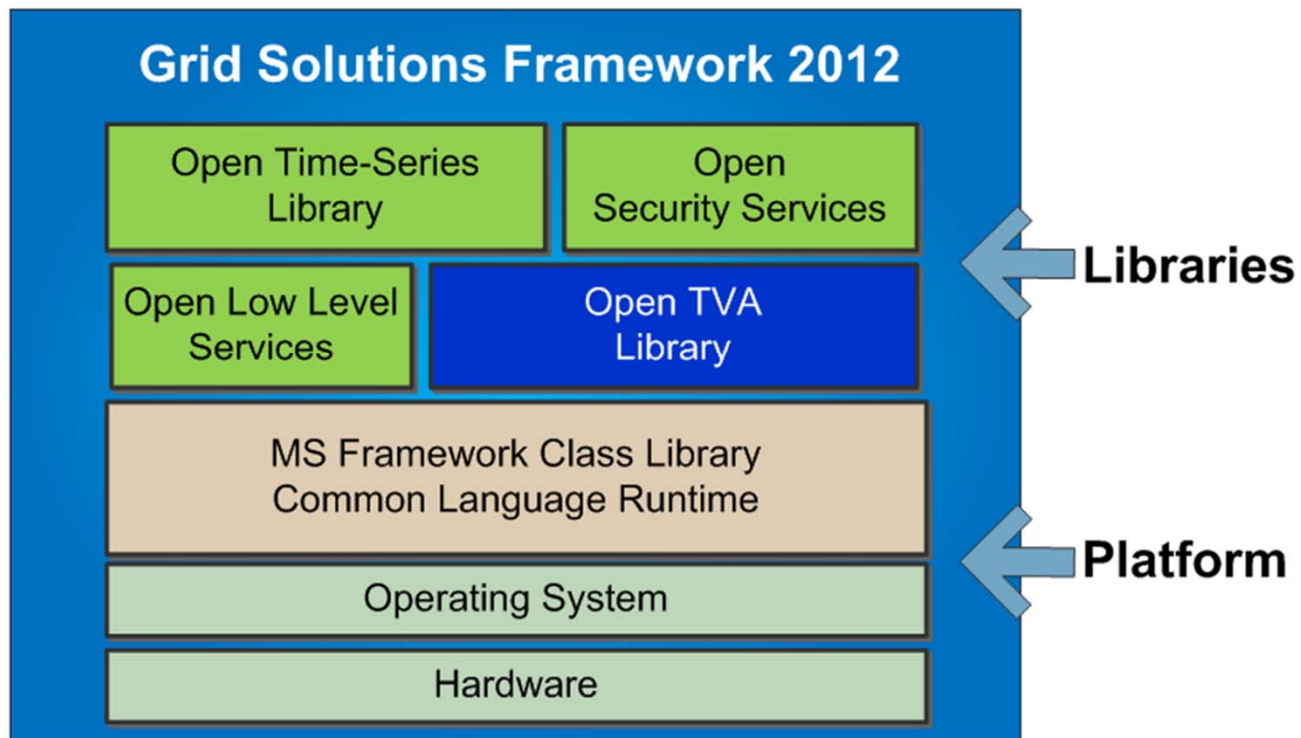 Grid Solutions Framework 2012
Open Time-Series
Library
Open
Security Services
Libraries
Open Low Level
Services
Open TVA
Library
MS Framework Class Library
Common Language Runtime
Platform
Operating System
Hardware